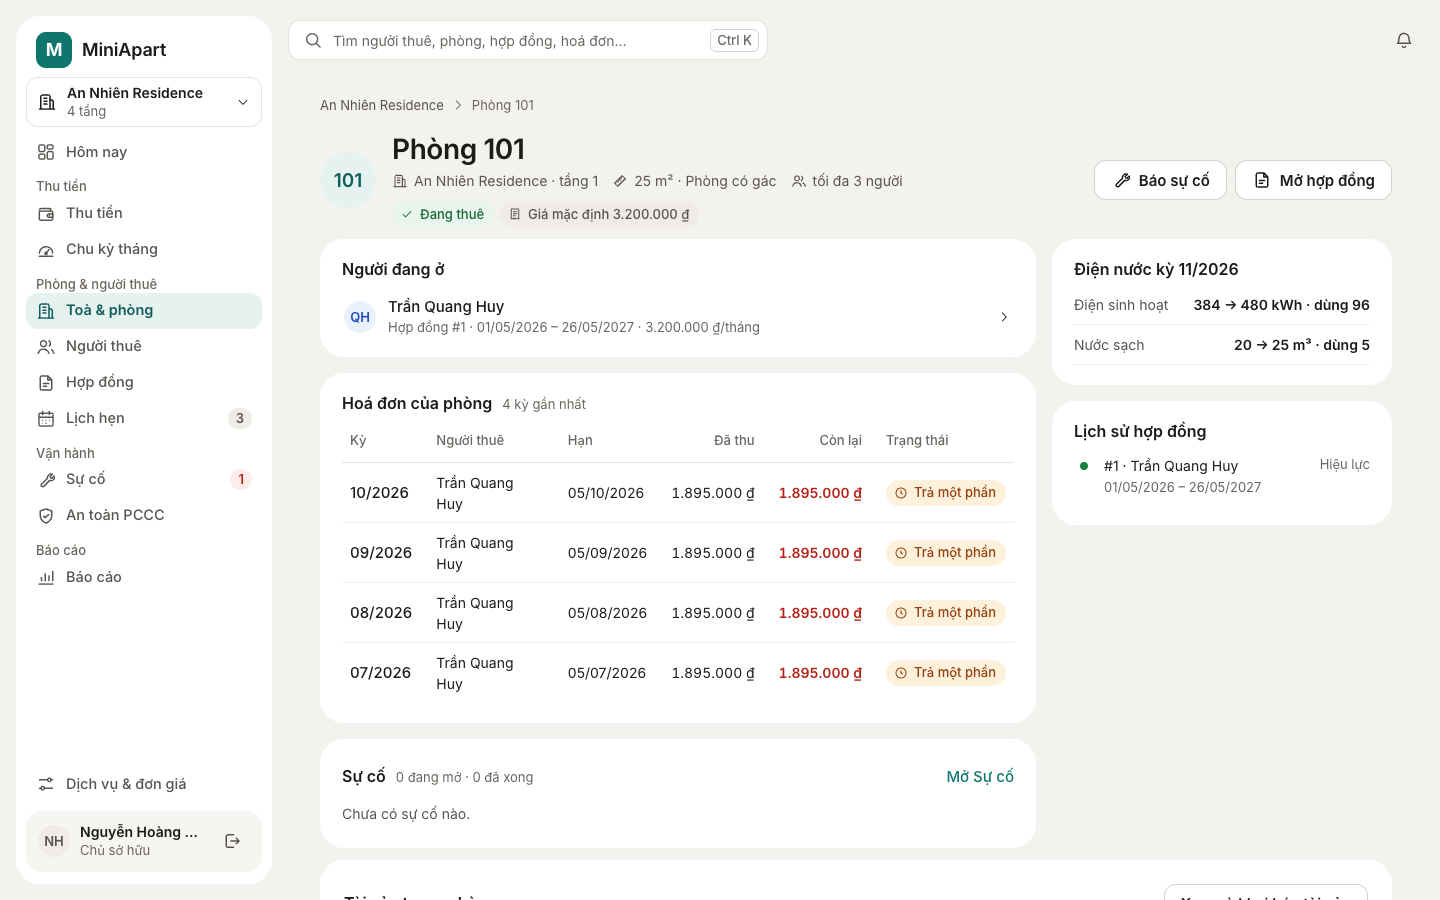 M MiniApart
An Nhiên Residence
4 tầng
Hôm nay
Thu tiền
Thu tiền
Chu kỳ tháng
Phòng & người thuê
Toà & phòng
Người thuê
Hợp đồng
Lịch hẹn 3
Vận hành
Sự cố 1
An toàn PCCC
Báo cáo
Báo cáo
Dịch vụ & đơn giá
NH
Nguyễn Hoàng ...
Chủ sở hữu
Tìm người thuê, phòng, hợp đồng, hoá đơn... Ctrl K
An Nhiên Residence > Phòng 101
101
Phòng 101
An Nhiên Residence · tầng 1 25 m² · Phòng có gác tối đa 3 người
Đang thuê Giá mặc định 3.200.000 ₫
Báo sự cố Mở hợp đồng
Người đang ở
QH
Trần Quang Huy
Hợp đồng #1 · 01/05/2026 – 26/05/2027 · 3.200.000 ₫/tháng
Hoá đơn của phòng 4 kỳ gần nhất
Kỳ Người thuê Hạn Đã thu Còn lại Trạng thái
10/2026 Trần Quang Huy 05/10/2026 1.895.000 ₫ 1.895.000 ₫ Trả một phần
09/2026 Trần Quang Huy 05/09/2026 1.895.000 ₫ 1.895.000 ₫ Trả một phần
08/2026 Trần Quang Huy 05/08/2026 1.895.000 ₫ 1.895.000 ₫ Trả một phần
07/2026 Trần Quang Huy 05/07/2026 1.895.000 ₫ 1.895.000 ₫ Trả một phần
Sự cố 0 đang mở · 0 đã xong Mở Sự cố
Chưa có sự cố nào.
Điện nước kỳ 11/2026
Điện sinh hoạt 384 → 480 kWh · dùng 96
Nước sạch 20 → 25 m³ · dùng 5
Lịch sử hợp đồng
#1 · Trần Quang Huy Hiệu lực
01/05/2026 – 26/05/2027